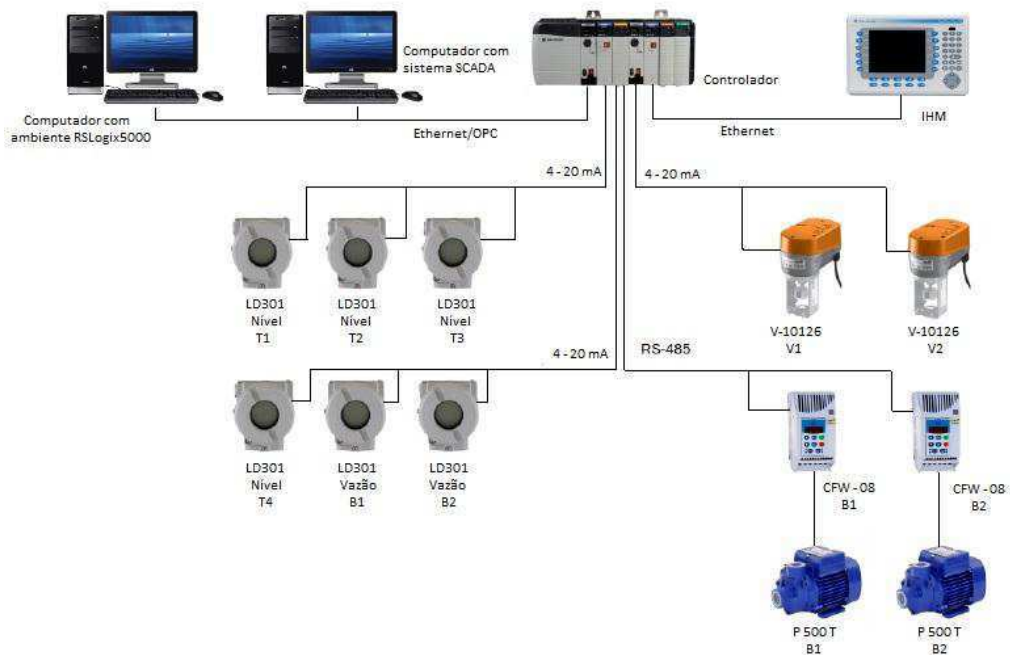 Computador com
sistema SCADA
Controlador
IHM
Computador com
ambiente RSLogix5000
Ethernet/OPC
Ethernet
4 - 20 mA
4 - 20 mA
LD301
Nível
T1
LD301
Nível
T2
LD301
Nível
T3
V-10126
V1
V-10126
V2
4 - 20 mA
RS-485
LD301
Nível
T4
LD301
Vazão
B1
LD301
Vazão
B2
CFW - 08
B1
CFW - 08
B2
P 500 T
B1
P 500 T
B2